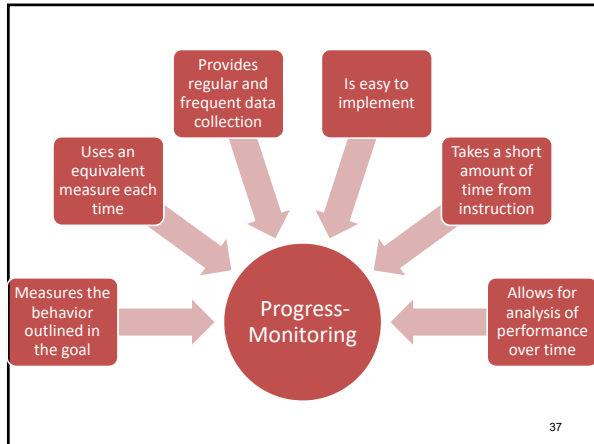 Provides
regular and
frequent data
collection
Is easy to
implement
Uses an
equivalent
measure each
time
Takes a short
amount of
time from
instruction
Measures the
behavior
outlined in
the goal
Progress-
Monitoring
Allows for
analysis of
performance
over time
37